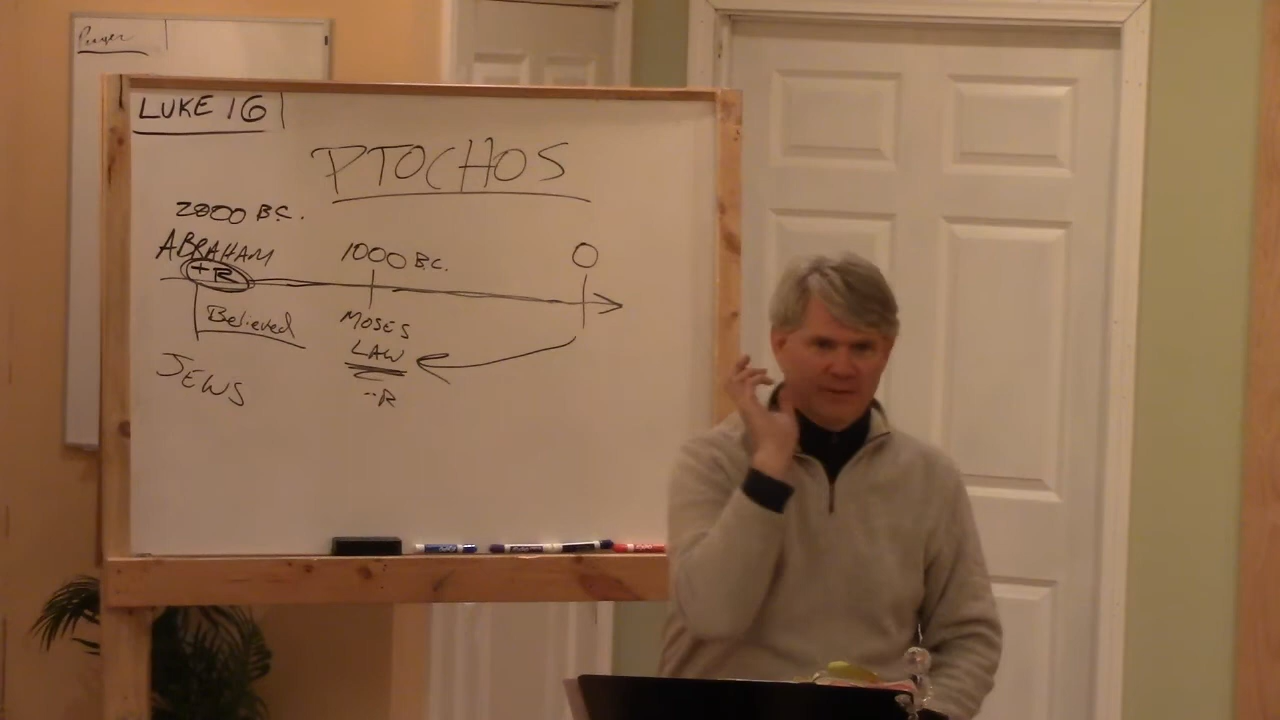 Prayer
LUKE 16
PTOCHOS
2000 B.C.
ABRAHAM
+R
1000 B.C.
0
Believed
MOSES
LAW
-R
JEWS